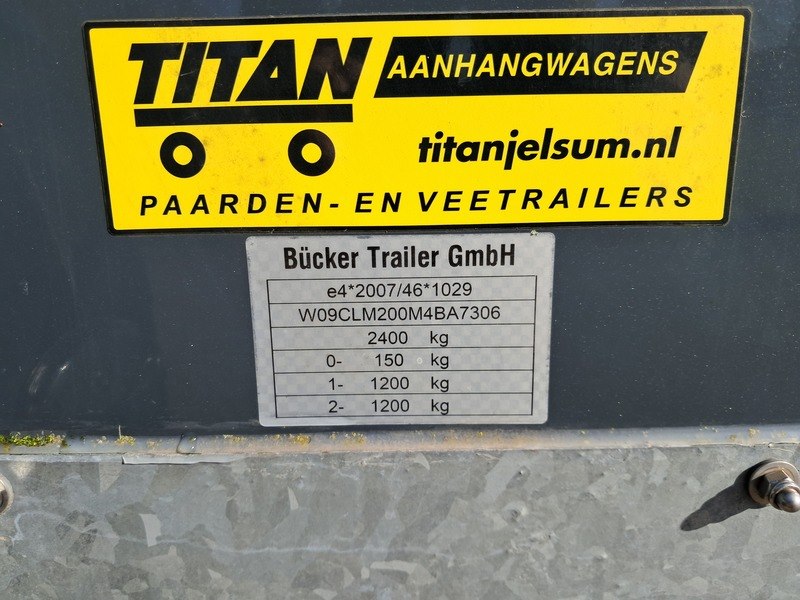 TITAN AANHANGWAGENS
titanjelsum.nl
PAARDEN- EN VEETRAILERS
Bücker Trailer GmbH
e4*2007/46*1029
W09CLM200M4BA7306
2400 kg
0- 150 kg
1- 1200 kg
2- 1200 kg